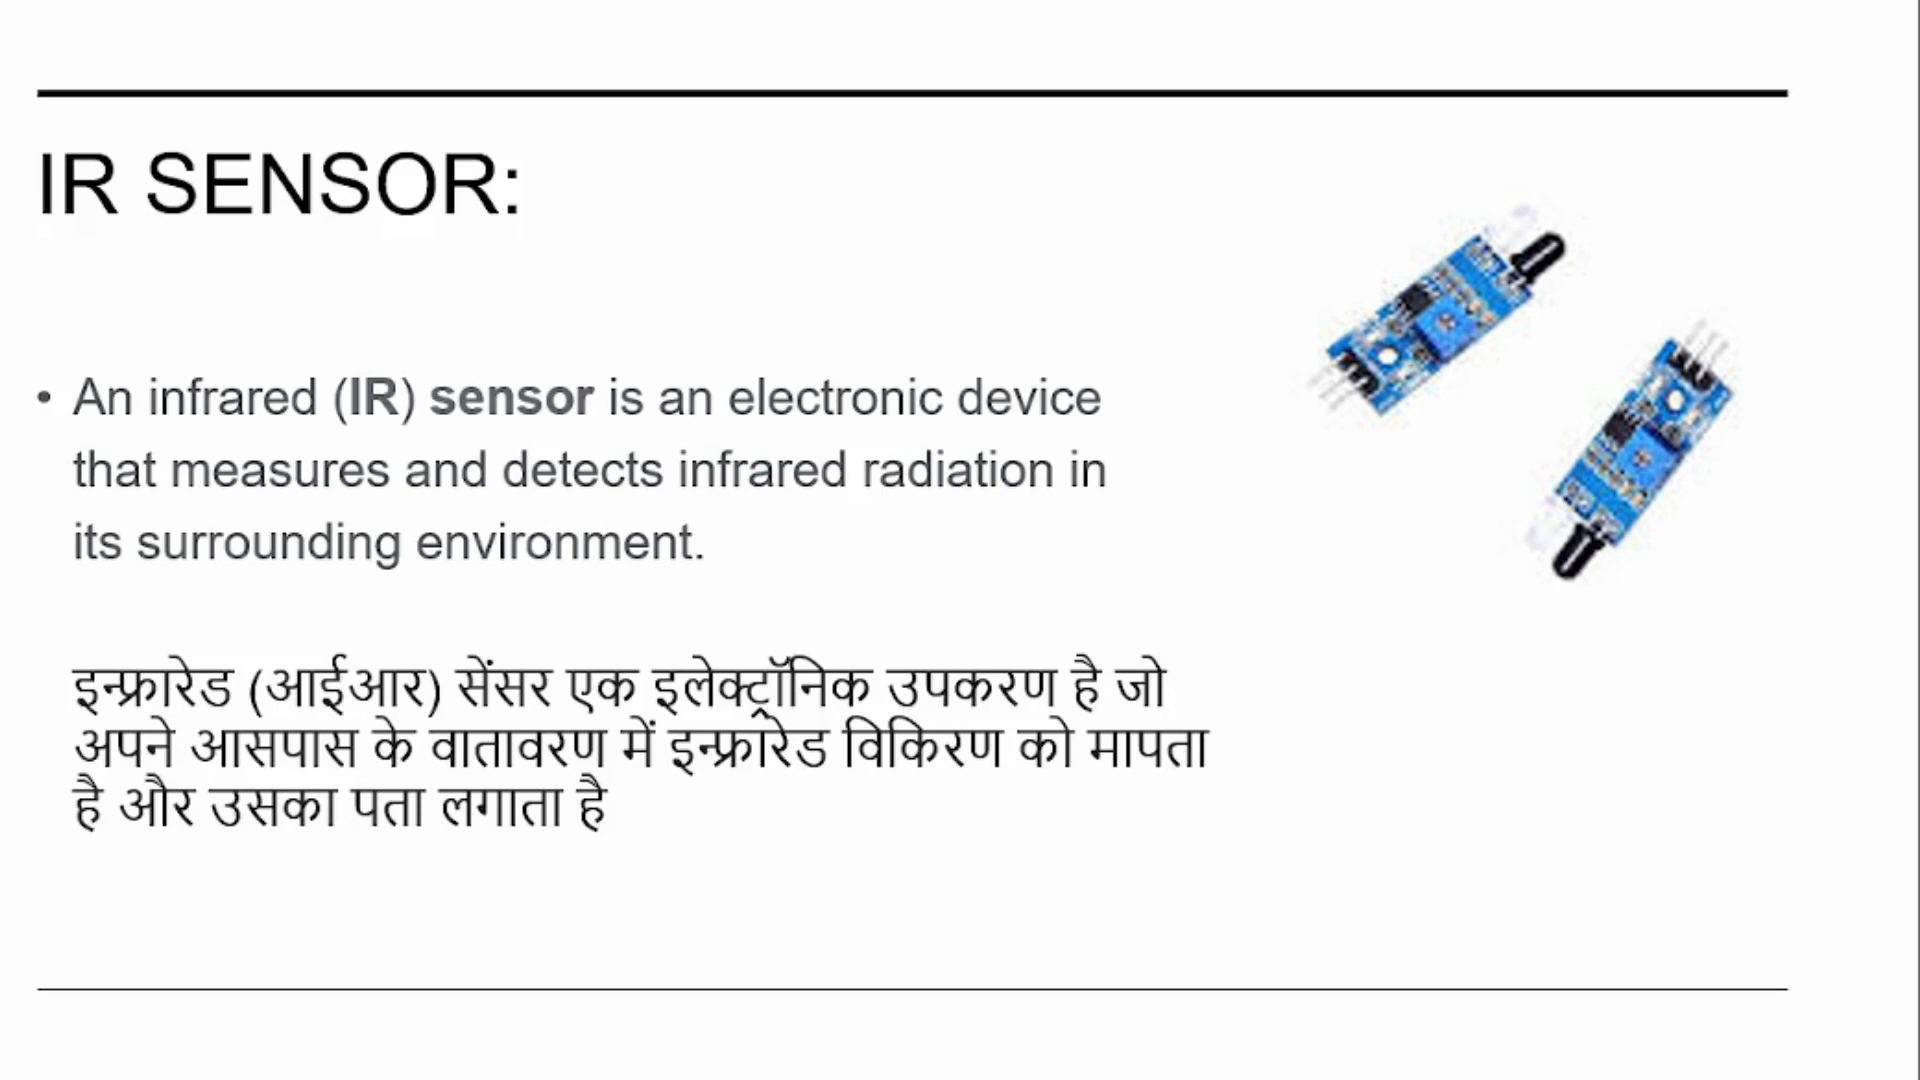 IR SENSOR:
• An infrared (IR) sensor is an electronic device
that measures and detects infrared radiation in
its surrounding environment.
इन्फ्रारेड (आईआर) सेंसर एक इलेक्ट्रॉनिक उपकरण है जो
अपने आसपास के वातावरण में इन्फ्रारेड विकिरण को मापता
है और उसका पता लगाता है